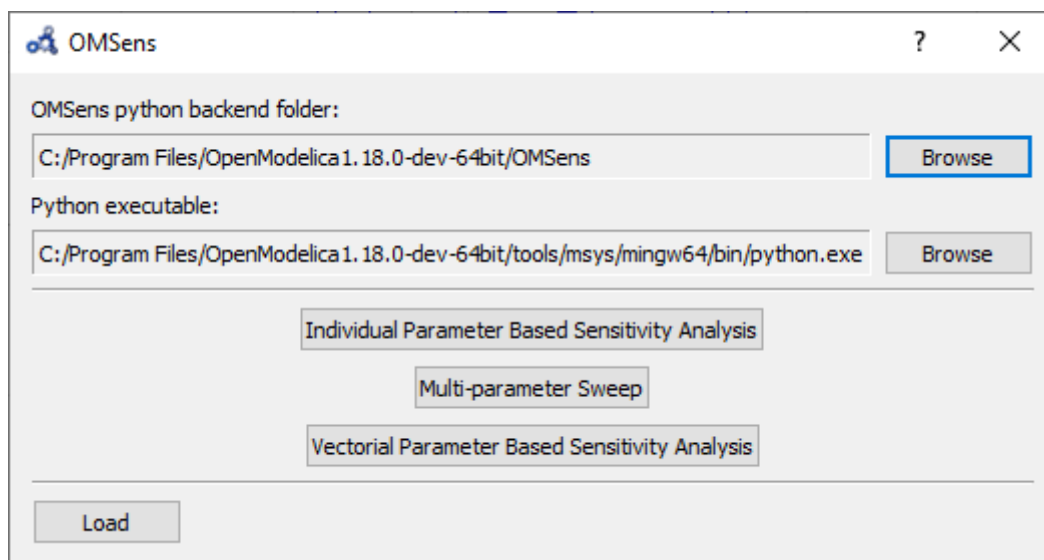 OMSens
?
OMSens python backend folder:
C:/Program Files/OpenModelica1.18.0-dev-64bit/OMSens
Browse
Python executable:
C:/Program Files/OpenModelica1.18.0-dev-64bit/tools/msys/mingw64/bin/python.exe
Browse
Individual Parameter Based Sensitivity Analysis
Multi-parameter Sweep
Vectorial Parameter Based Sensitivity Analysis
Load